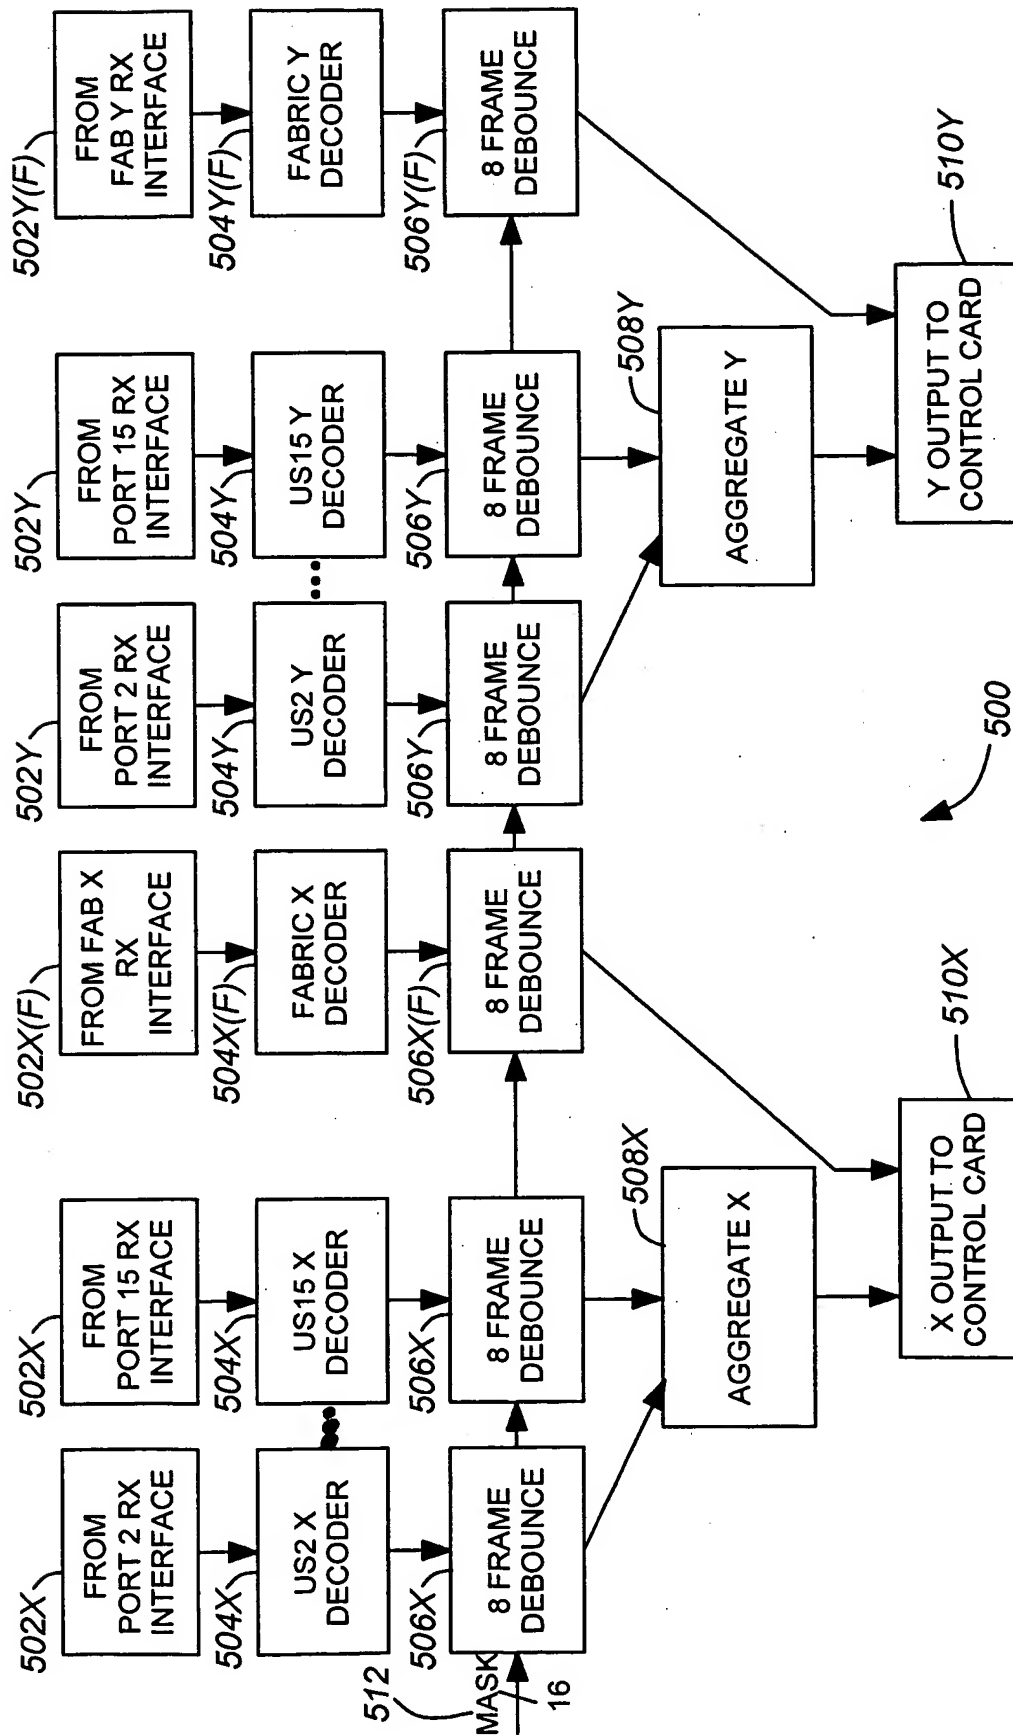 502X
FROM
PORT 2 RX
INTERFACE
502X
FROM
PORT 15 RX
INTERFACE
502X(F)
FROM FAB X
RX
INTERFACE
502Y
FROM
PORT 2 RX
INTERFACE
502Y
FROM
PORT 15 RX
INTERFACE
502Y(F)
FROM
FAB Y RX
INTERFACE
504X
US2 X
DECODER
504X
US15 X
DECODER
504X(F)
FABRIC X
DECODER
504Y
US2 Y
DECODER
504Y
US15 Y
DECODER
504Y(F)
FABRIC Y
DECODER
512
MASK
16
506X
8 FRAME
DEBOUNCE
506X
8 FRAME
DEBOUNCE
506X(F)
8 FRAME
DEBOUNCE
506Y
8 FRAME
DEBOUNCE
506Y
8 FRAME
DEBOUNCE
506Y(F)
8 FRAME
DEBOUNCE
508X
AGGREGATE X
508Y
AGGREGATE Y
510X
X OUTPUT TO
CONTROL CARD
510Y
Y OUTPUT TO
CONTROL CARD
500